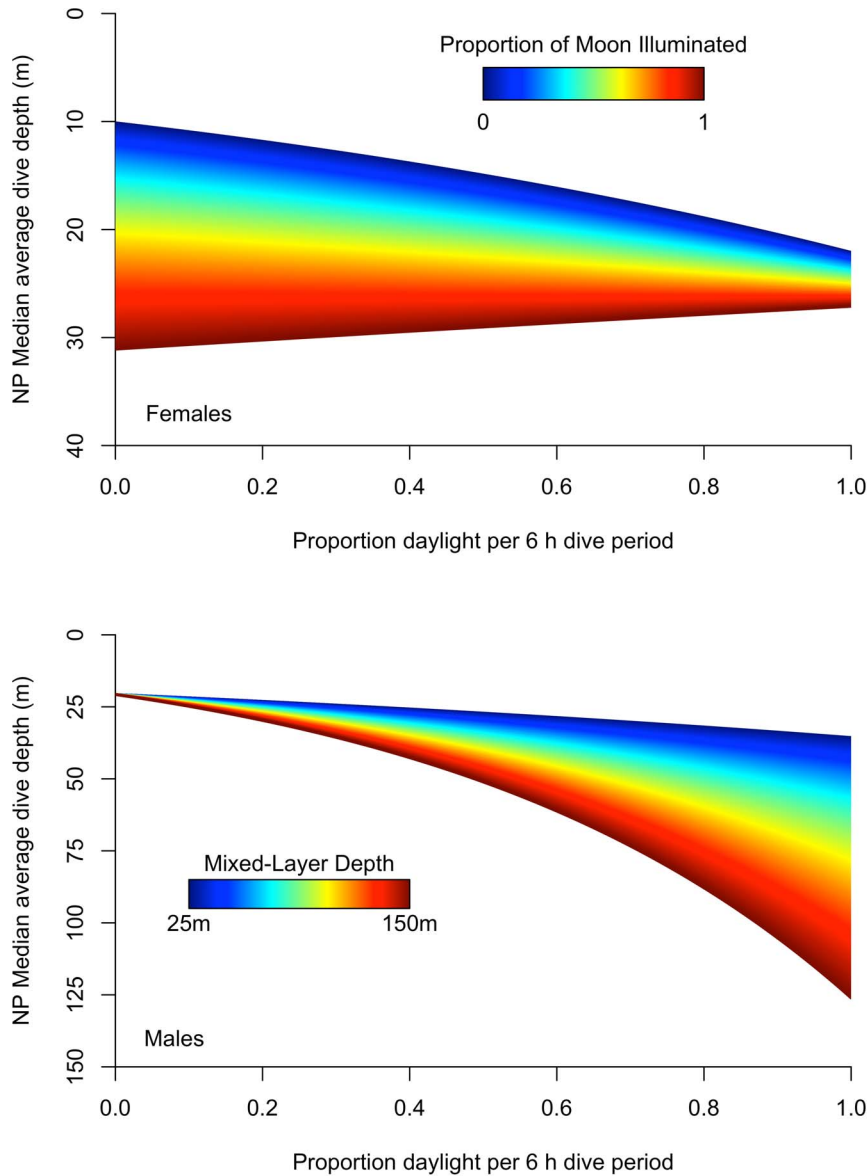 NP Median average dive depth (m)
0
10
20
30
40
Proportion of Moon Illuminated
0 1
Females
0.0 0.2 0.4 0.6 0.8 1.0
Proportion daylight per 6 h dive period
NP Median average dive depth (m)
0
25
50
75
100
125
150
Mixed-Layer Depth
25m 150m
Males
0.0 0.2 0.4 0.6 0.8 1.0
Proportion daylight per 6 h dive period